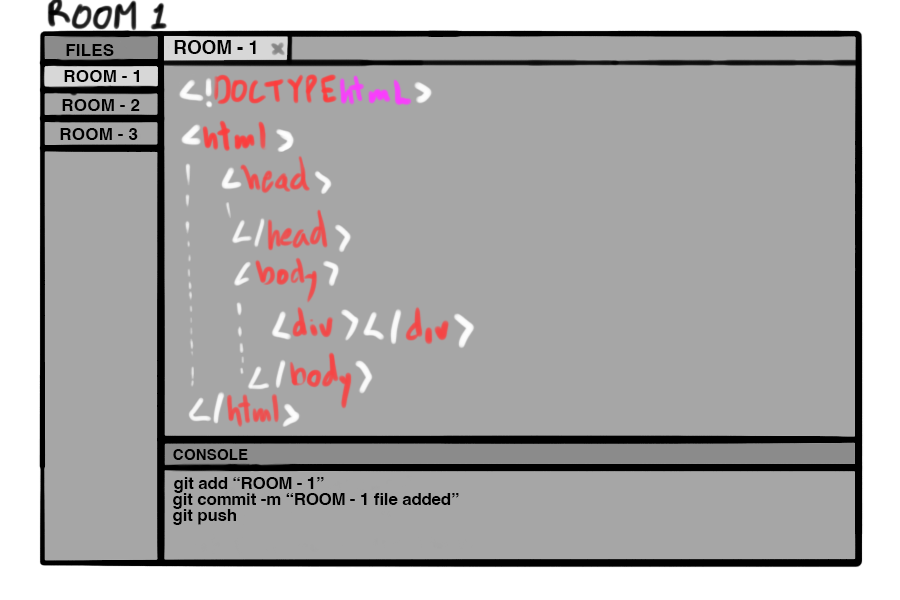 ROOM 1
FILES
ROOM - 1
ROOM - 2
ROOM - 3
ROOM - 1 ×
<!DOCTYPE htmL>
<html>
<head>
</head>
<body>
<div></div>
</body>
</html>
CONSOLE
git add “ROOM - 1”
git commit -m “ROOM - 1 file added”
git push